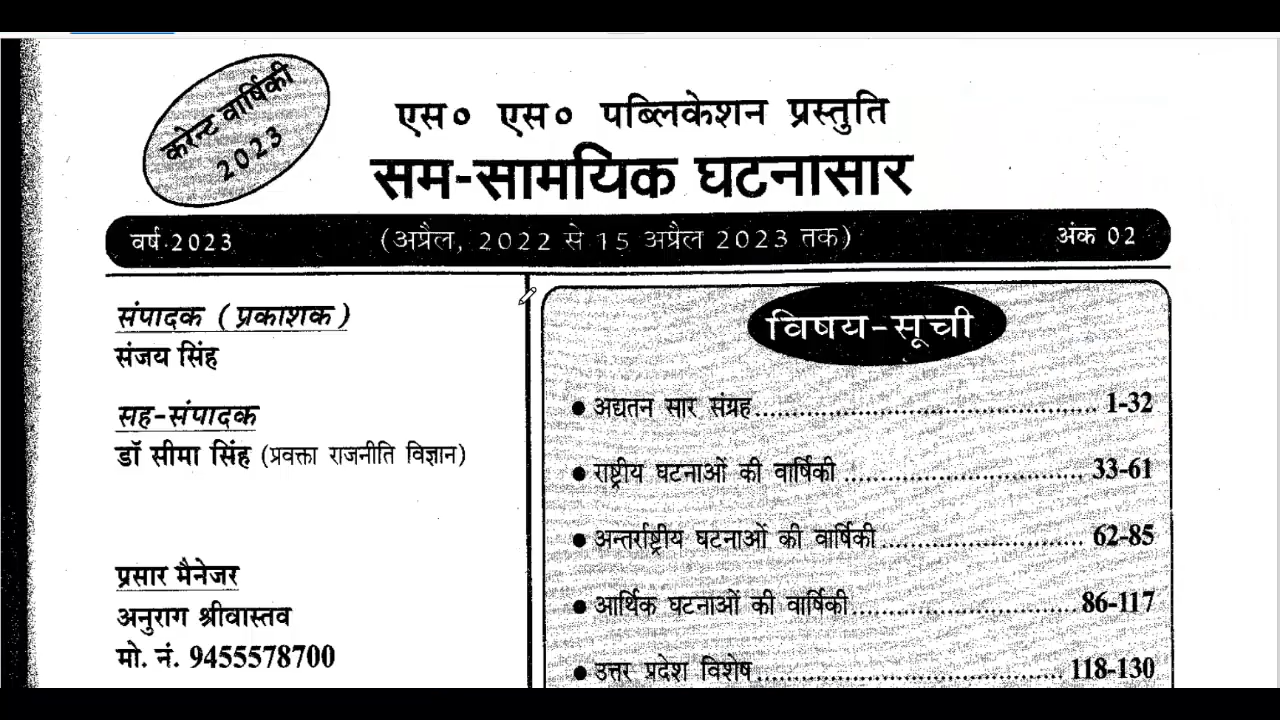 करेन्ट वार्षिकी
2023
एस० एस० पब्लिकेशन प्रस्तुति
सम-सामयिक घटनासार
वर्ष 2023 (अप्रैल, 2022 से 15 अप्रैल 2023 तक) अंक 02
संपादक (प्रकाशक)
संजय सिंह
सह-संपादक
डॉ सीमा सिंह (प्रवक्ता राजनीति विज्ञान)
प्रसार मैनेजर
अनुराग श्रीवास्तव
मो. नं. 9455578700
विषय-सूची
● अद्यतन सार संग्रह........................................ 1-32
● राष्ट्रीय घटनाओं की वार्षिकी ............................ 33-61
● अन्तर्राष्ट्रीय घटनाओं की वार्षिकी........................ 62-85
● आर्थिक घटनाओं की वार्षिकी.......................... 86-117
● उत्तर प्रदेश विशेष.................................... 118-130